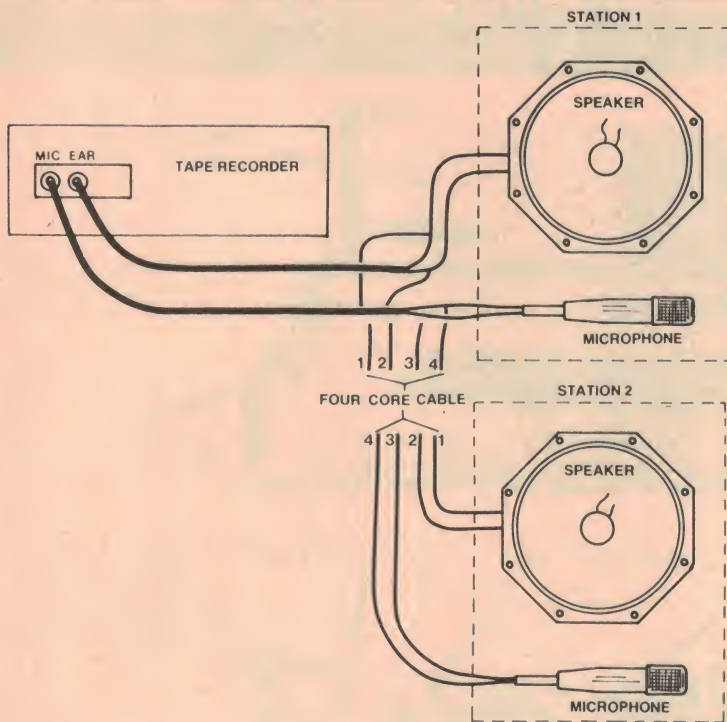 STATION 1
SPEAKER
MIC EAR
TAPE RECORDER
MICROPHONE
1 2 3 4
FOUR CORE CABLE
STATION 2
4 3 2 1
SPEAKER
MICROPHONE